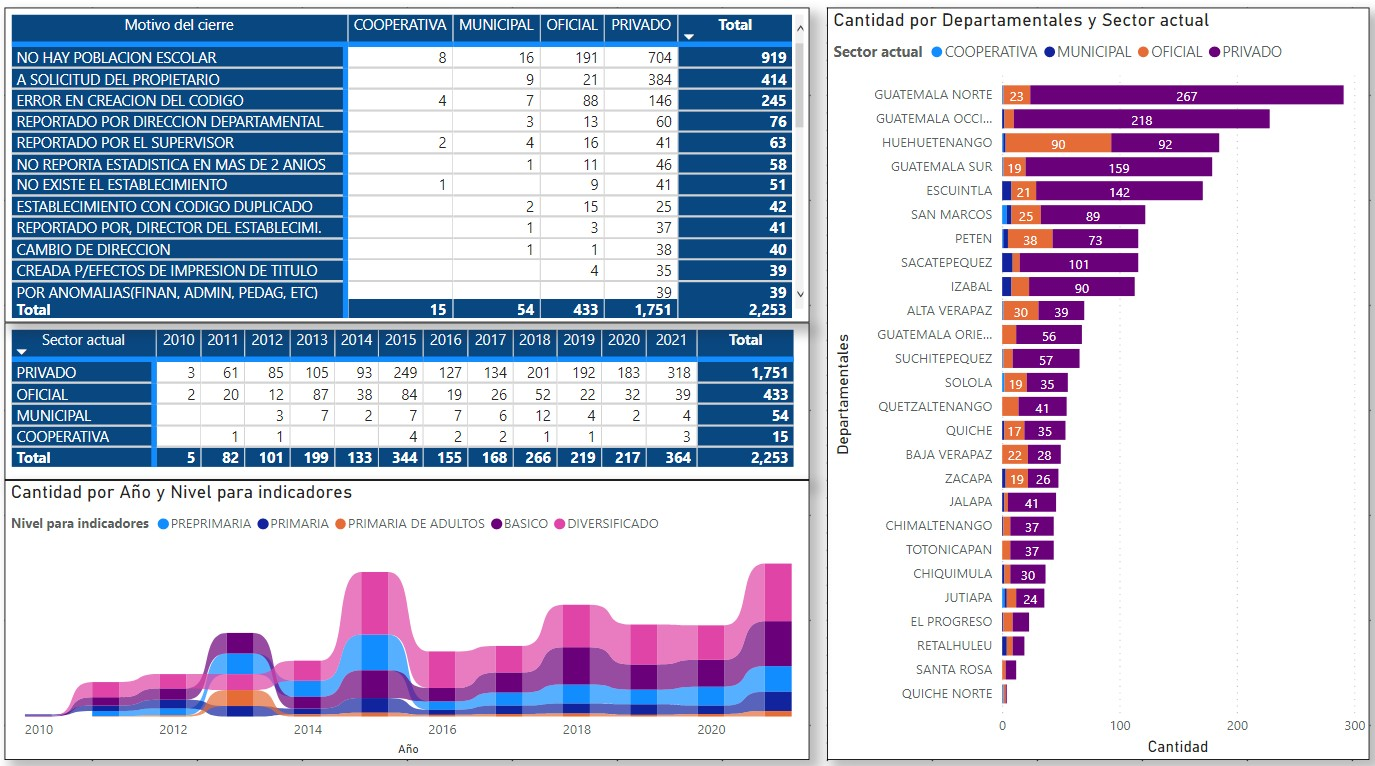 Motivo del cierre COOPERATIVA MUNICIPAL OFICIAL PRIVADO Total
NO HAY POBLACION ESCOLAR 8 16 191 704 919
A SOLICITUD DEL PROPIETARIO 9 21 384 414
ERROR EN CREACION DEL CODIGO 4 7 88 146 245
REPORTADO POR DIRECCION DEPARTAMENTAL 3 13 60 76
REPORTADO POR EL SUPERVISOR 2 4 16 41 63
NO REPORTA ESTADISTICA EN MAS DE 2 ANIOS 1 11 46 58
NO EXISTE EL ESTABLECIMIENTO 1 9 41 51
ESTABLECIMIENTO CON CODIGO DUPLICADO 2 15 25 42
REPORTADO POR, DIRECTOR DEL ESTABLECIMI. 1 3 37 41
CAMBIO DE DIRECCION 1 1 38 40
CREADA P/EFECTOS DE IMPRESION DE TITULO 4 35 39
POR ANOMALIAS(FINAN, ADMIN, PEDAG, ETC) 39 39
Total 15 54 433 1,751 2,253
Sector actual 2010 2011 2012 2013 2014 2015 2016 2017 2018 2019 2020 2021 Total
PRIVADO 3 61 85 105 93 249 127 134 201 192 183 318 1,751
OFICIAL 2 20 12 87 38 84 19 26 52 22 32 39 433
MUNICIPAL 3 7 2 7 7 6 12 4 2 4 54
COOPERATIVA 1 1 4 2 2 1 1 3 15
Total 5 82 101 199 133 344 155 168 266 219 217 364 2,253
Cantidad por Año y Nivel para indicadores
Nivel para indicadores PREPRIMARIA PRIMARIA PRIMARIA DE ADULTOS BASICO DIVERSIFICADO
2010 2012 2014 2016 2018 2020
Año
Cantidad por Departamentales y Sector actual
Sector actual COOPERATIVA MUNICIPAL OFICIAL PRIVADO
Departamentales
GUATEMALA NORTE 23 267
GUATEMALA OCCI... 218
HUEHUETENANGO 90 92
GUATEMALA SUR 19 159
ESCUINTLA 21 142
SAN MARCOS 25 89
PETEN 38 73
SACATEPEQUEZ 101
IZABAL 90
ALTA VERAPAZ 30 39
GUATEMALA ORIE... 56
SUCHITEPEQUEZ 57
SOLOLA 19 35
QUETZALTENANGO 41
QUICHE 17 35
BAJA VERAPAZ 22 28
ZACAPA 19 26
JALAPA 41
CHIMALTENANGO 37
TOTONICAPAN 37
CHIQUIMULA 30
JUTIAPA 24
EL PROGRESO
RETALHULEU
SANTA ROSA
QUICHE NORTE
0 100 200 300
Cantidad